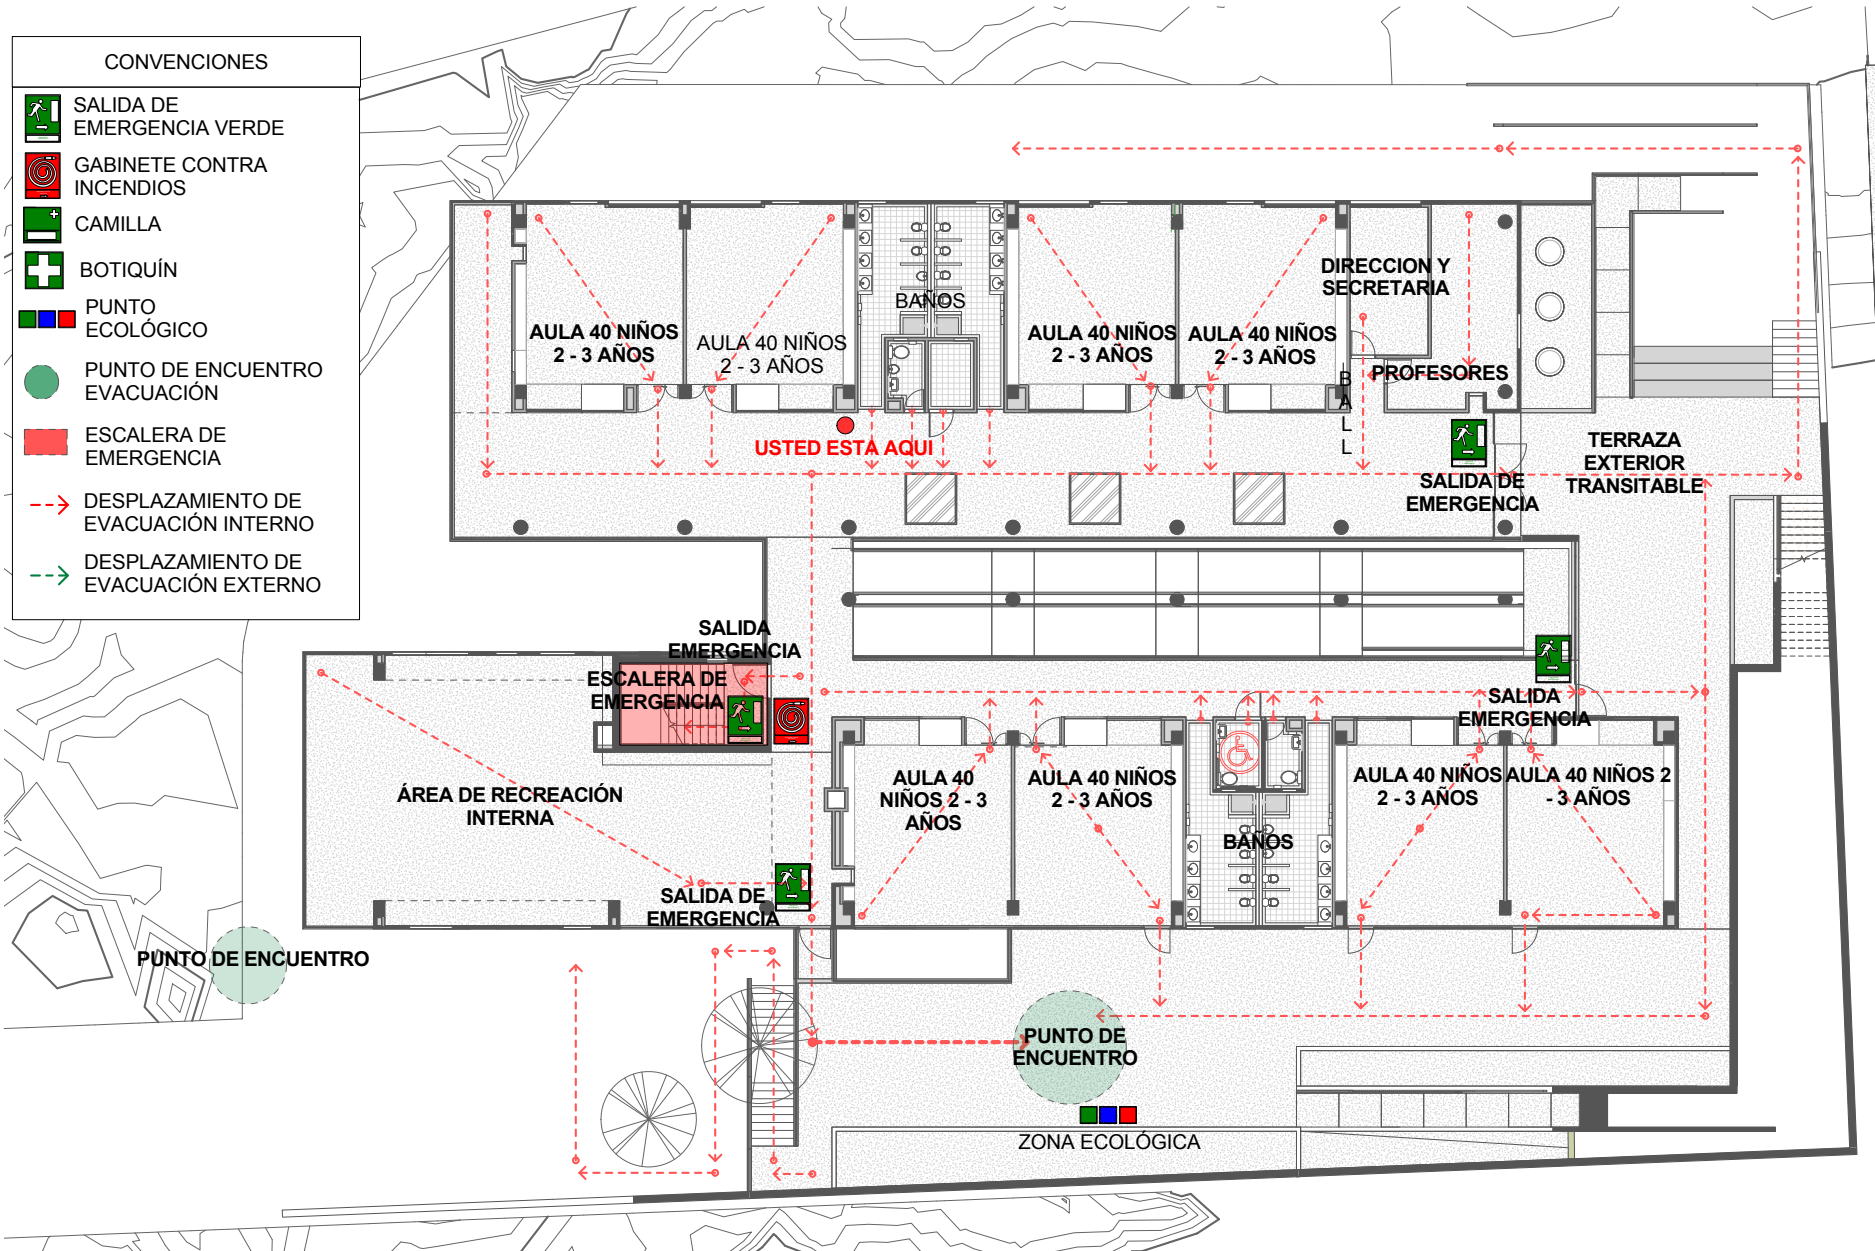 CONVENCIONES
SALIDA DE
EMERGENCIA VERDE
GABINETE CONTRA
INCENDIOS
CAMILLA
BOTIQUÍN
PUNTO
ECOLÓGICO
PUNTO DE ENCUENTRO
EVACUACIÓN
ESCALERA DE
EMERGENCIA
DESPLAZAMIENTO DE
EVACUACIÓN INTERNO
DESPLAZAMIENTO DE
EVACUACIÓN EXTERNO
AULA 40 NIÑOS
2 - 3 AÑOS
AULA 40 NIÑOS
2 - 3 AÑOS
BAÑOS
AULA 40 NIÑOS
2 - 3 AÑOS
AULA 40 NIÑOS
2 - 3 AÑOS
DIRECCION Y
SECRETARIA
PROFESORES
B
A
L
L
USTED ESTA AQUI
SALIDA DE
EMERGENCIA
TERRAZA
EXTERIOR
TRANSITABLE
SALIDA
EMERGENCIA
ESCALERA DE
EMERGENCIA
SALIDA
EMERGENCIA
ÁREA DE RECREACIÓN
INTERNA
AULA 40
NIÑOS 2 - 3
AÑOS
AULA 40 NIÑOS
2 - 3 AÑOS
BAÑOS
AULA 40 NIÑOS
2 - 3 AÑOS
AULA 40 NIÑOS 2
- 3 AÑOS
SALIDA DE
EMERGENCIA
PUNTO DE ENCUENTRO
PUNTO DE
ENCUENTRO
ZONA ECOLÓGICA